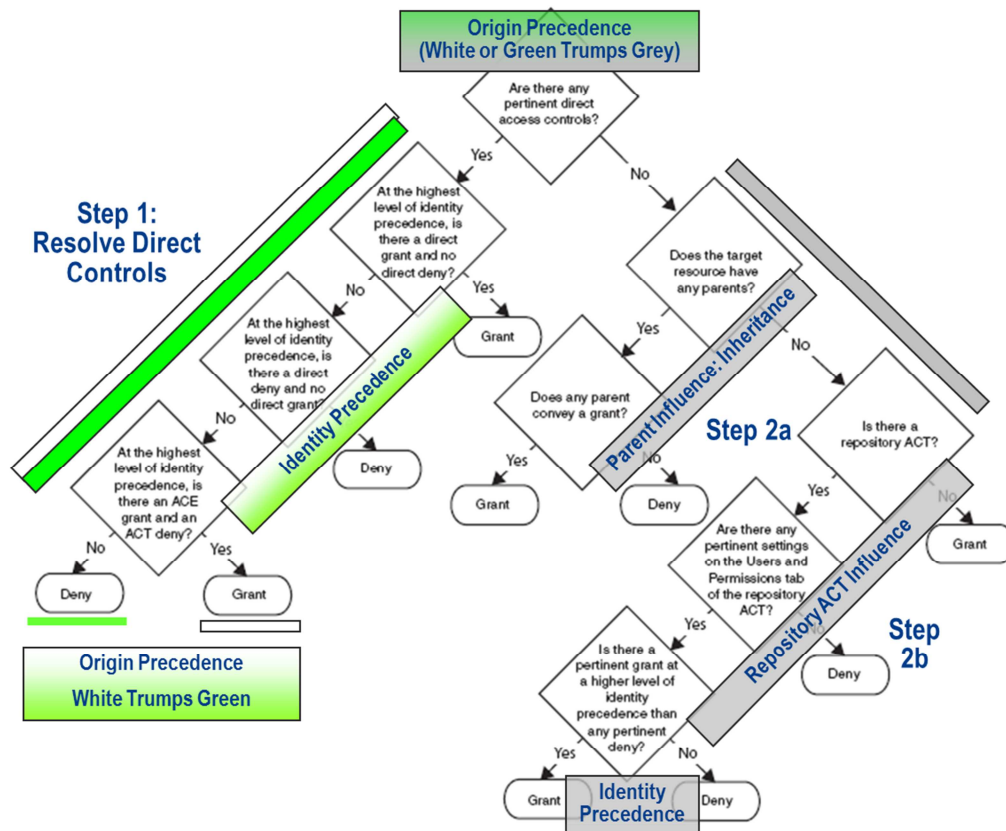 Origin Precedence
(White or Green Trumps Grey)
Are there any
pertinent direct
access controls?
Yes
No
Step 1:
Resolve Direct
Controls
At the highest
level of identity
precedence, is
there a direct
grant and no
direct deny?
No
Yes
Grant
At the highest
level of identity
precedence, is
there a direct
deny and no
direct grant?
No
Deny
Identity Precedence
At the highest
level of identity
precedence, is
there an ACE
grant and an
ACT deny?
No
Yes
Deny
Grant
Origin Precedence
White Trumps Green
Does the target
resource have
any parents?
Yes
No
Parent Influence: Inheritance
Does any parent
convey a grant?
Yes
No
Grant
Deny
Step 2a
Is there a
repository ACT?
Yes
No
Grant
Are there any
pertinent settings
on the Users and
Permissions tab
of the repository
ACT?
Yes
No
Deny
Repository ACT Influence
Step
2b
Is there a
pertinent grant at
a higher level of
identity
precedence than
any pertinent
deny?
Yes
No
Grant
Deny
Identity
Precedence